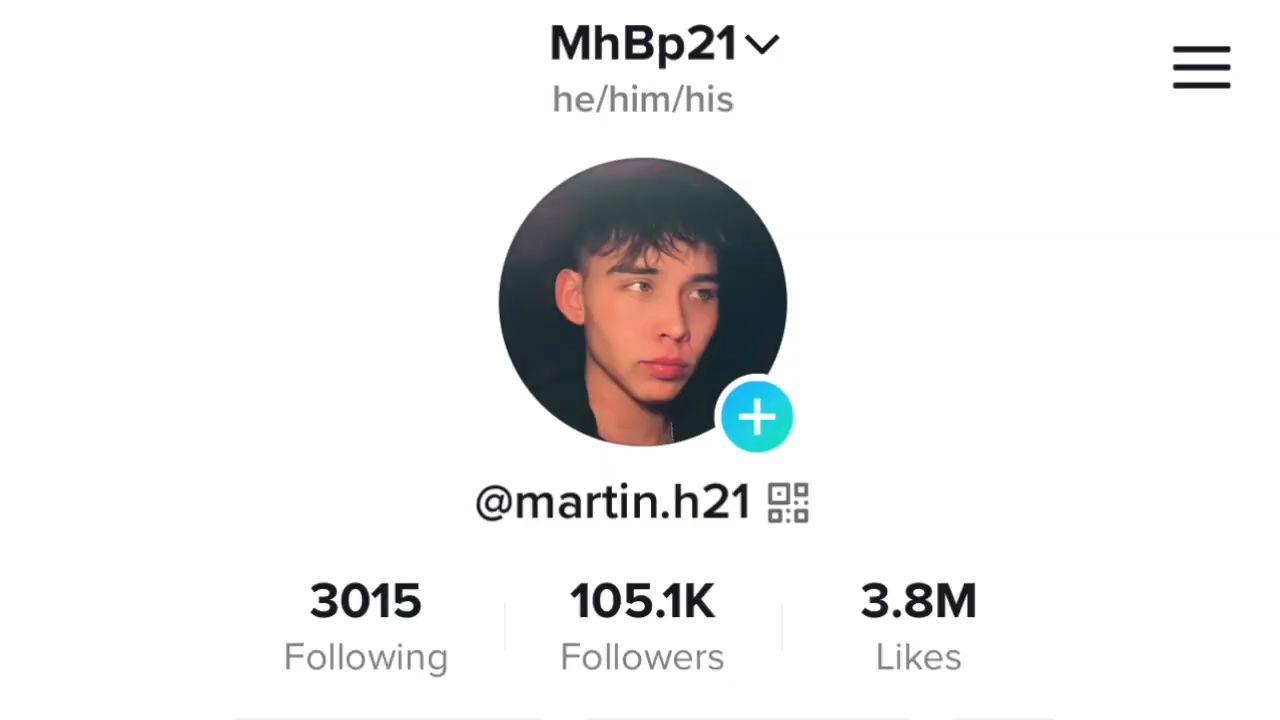 MhBp21
he/him/his
@martin.h21
3015 105.1K 3.8M
Following Followers Likes